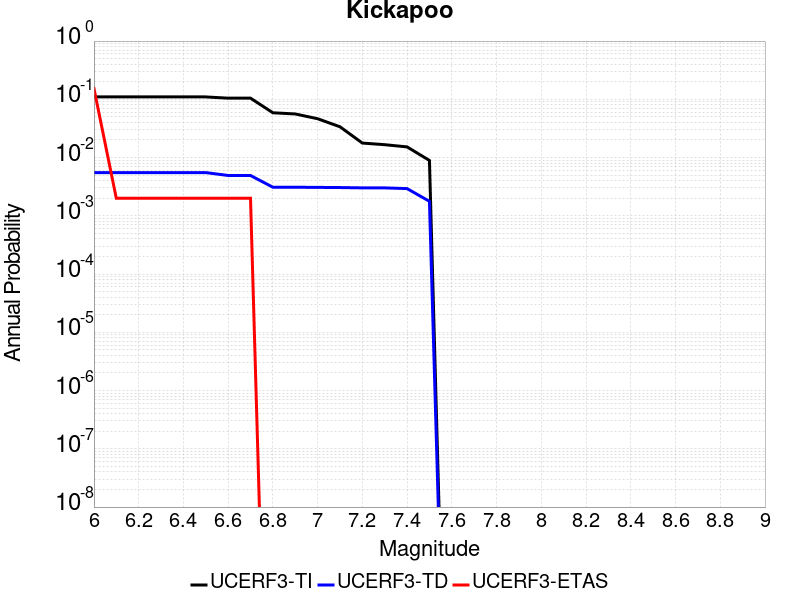 Kickapoo
10^0
10^-1
10^-2
10^-3
10^-4
10^-5
10^-6
10^-7
10^-8
Annual Probability
6 6.2 6.4 6.6 6.8 7 7.2 7.4 7.6 7.8 8 8.2 8.4 8.6 8.8 9
Magnitude
UCERF3-TI UCERF3-TD UCERF3-ETAS